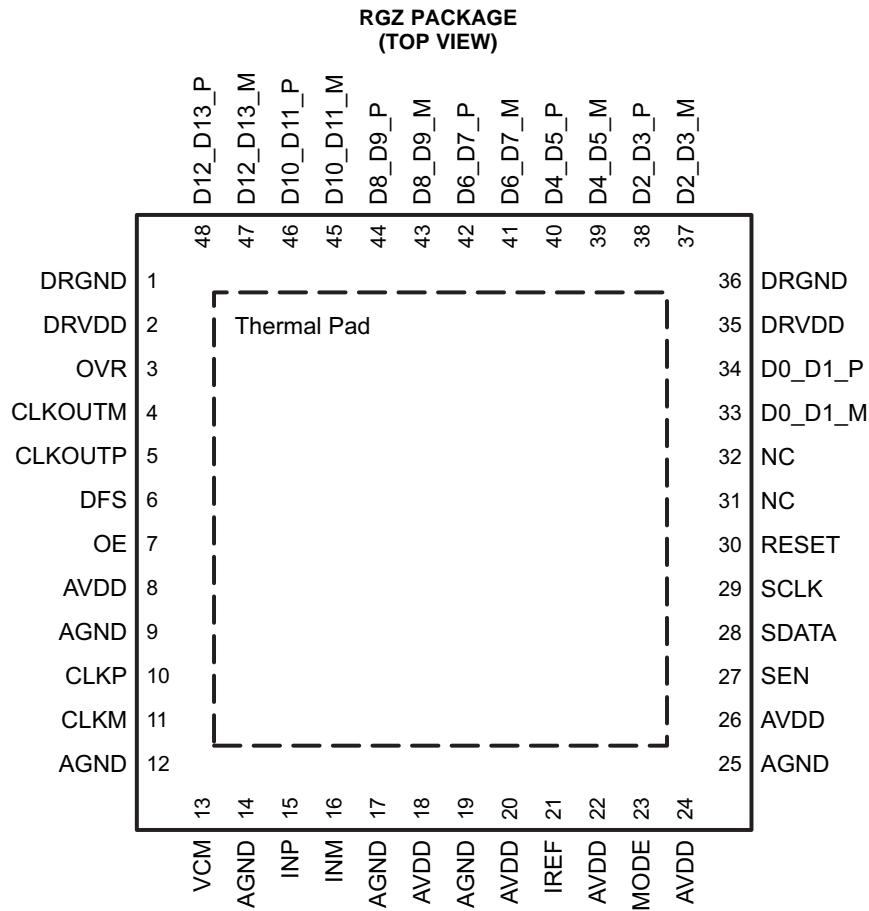 RGZ PACKAGE
(TOP VIEW)
D12_D13_P
D12_D13_M
D10_D11_P
D10_D11_M
D8_D9_P
D8_D9_M
D6_D7_P
D6_D7_M
D4_D5_P
D4_D5_M
D2_D3_P
D2_D3_M
48 47 46 45 44 43 42 41 40 39 38 37
DRGND 1 36 DRGND
DRVDD 2 Thermal Pad 35 DRVDD
OVR 3 34 D0_D1_P
CLKOUTM 4 33 D0_D1_M
CLKOUTP 5 32 NC
DFS 6 31 NC
OE 7 30 RESET
AVDD 8 29 SCLK
AGND 9 28 SDATA
CLKP 10 27 SEN
CLKM 11 26 AVDD
AGND 12 25 AGND
13 14 15 16 17 18 19 20 21 22 23 24
VCM
AGND
INP
INM
AGND
AVDD
AGND
AVDD
IREF
AVDD
MODE
AVDD